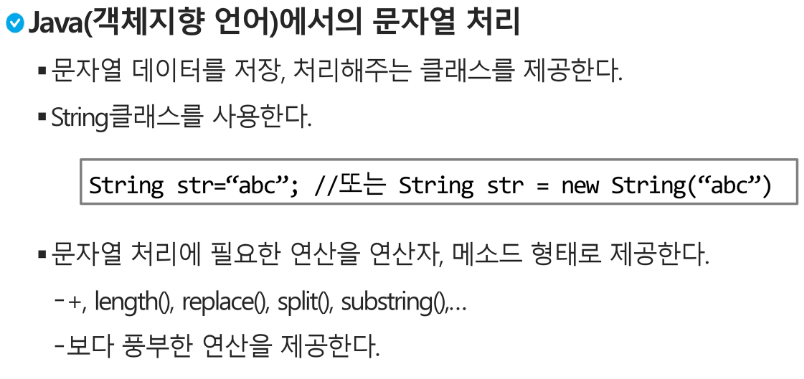 Java(객체지향 언어)에서의 문자열 처리
▪문자열 데이터를 저장, 처리해주는 클래스를 제공한다.
▪String클래스를 사용한다.
String str=“abc”; //또는 String str = new String(“abc”)
▪문자열 처리에 필요한 연산을 연산자, 메소드 형태로 제공한다.
-+, length(), replace(), split(), substring(),…
-보다 풍부한 연산을 제공한다.